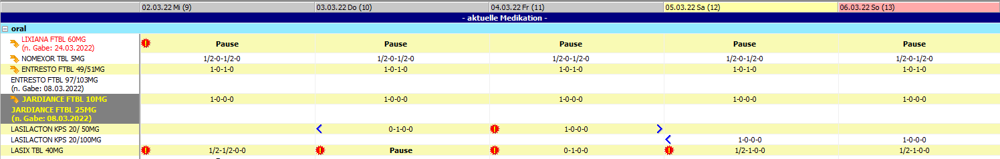 02.03.22 Mi (9) 03.03.22 Do (10) 04.03.22 Fr (11) 05.03.22 Sa (12) 06.03.22 So (13)
- aktuelle Medikation -
oral
LIXIANA FTBL 60MG
(n. Gabe: 24.03.2022) Pause Pause Pause Pause Pause
NOMEXOR TBL 5MG 1/2-0-1/2-0 1/2-0-1/2-0 1/2-0-1/2-0 1/2-0-1/2-0 1/2-0-1/2-0
ENTRESTO FTBL 49/51MG 1-0-1-0 1-0-1-0 1-0-1-0 1-0-1-0 1-0-1-0
ENTRESTO FTBL 97/103MG
(n. Gabe: 08.03.2022)
JARDIANCE FTBL 10MG 1-0-0-0 1-0-0-0 1-0-0-0 1-0-0-0 1-0-0-0
JARDIANCE FTBL 25MG
(n. Gabe: 08.03.2022)
LASILACTON KPS 20/ 50MG 0-1-0-0 1-0-0-0
LASILACTON KPS 20/100MG 1-0-0-0 1-0-0-0
LASIX TBL 40MG 1/2-1/2-0-0 Pause 0-1-0-0 1/2-1-0-0 1/2-1-0-0